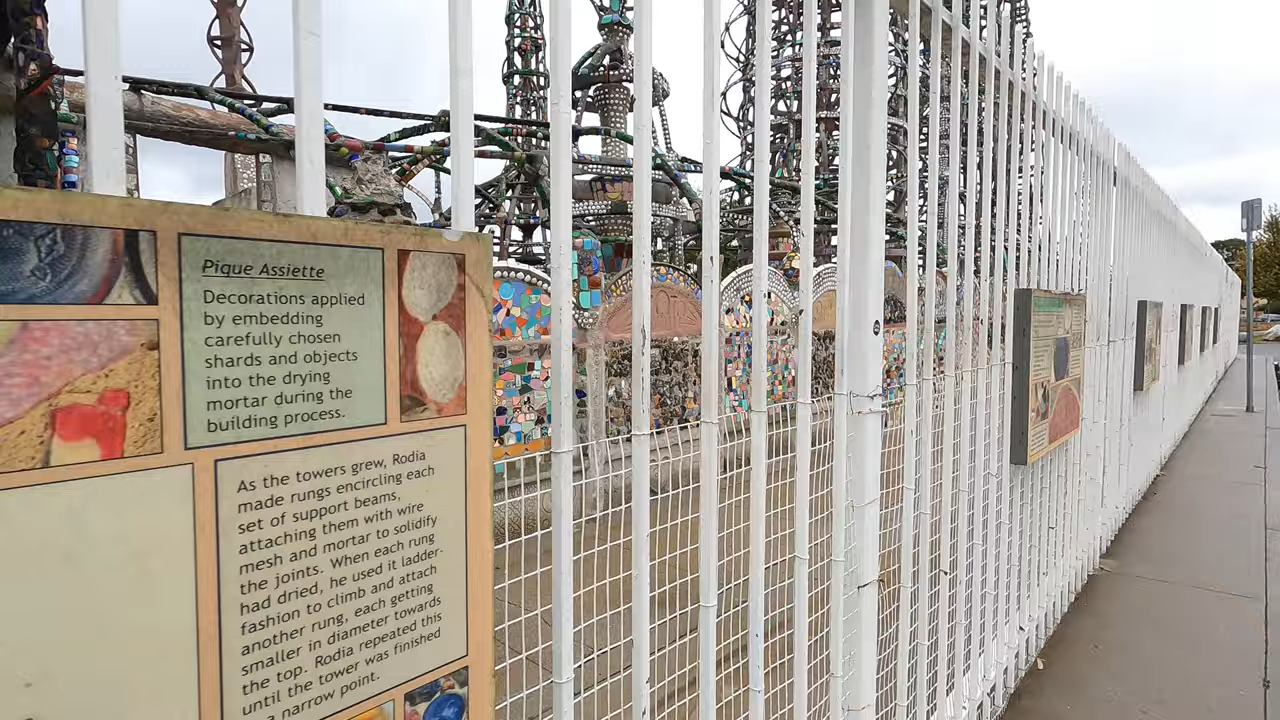 Pique Assiette
Decorations applied
by embedding
carefully chosen
shards and objects
into the drying
mortar during the
building process.
As the towers grew, Rodia
made rungs encircling each
set of support beams,
attaching them with wire
mesh and mortar to solidify
the joints. When each rung
had dried, he used it ladder-
fashion to climb and attach
another rung, each getting
smaller in diameter towards
the top. Rodia repeated this
until the tower was finished
a narrow point.